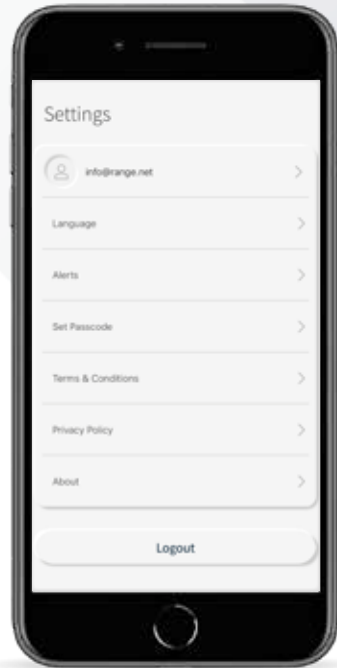 Settings
info@range.net
Language
Alerts
Set Passcode
Terms & Conditions
Privacy Policy
About
Logout